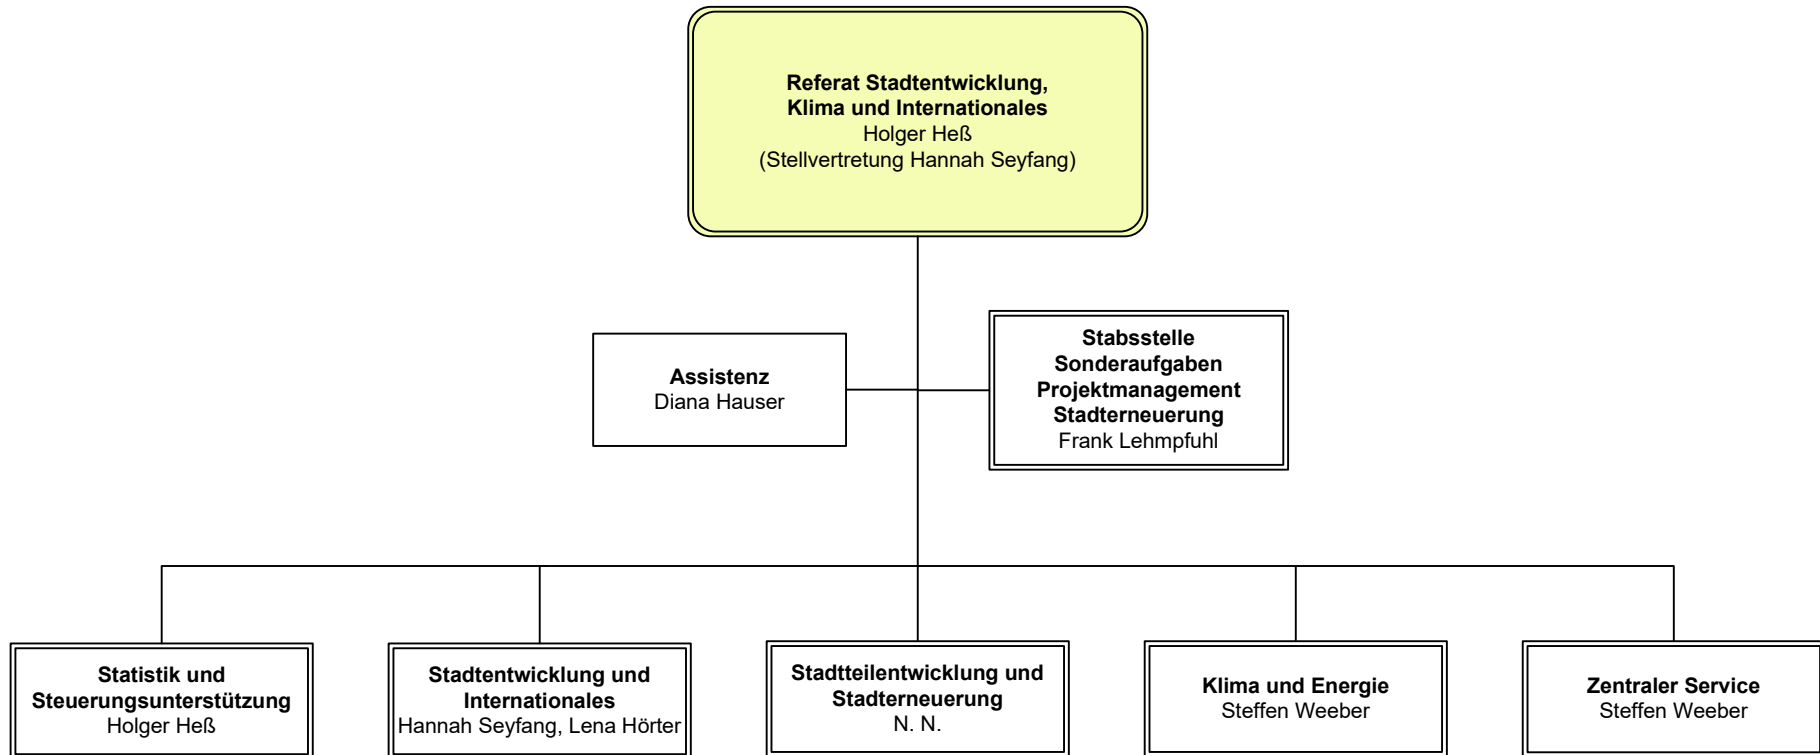 Referat Stadtentwicklung,
Klima und Internationales
Holger Heß
(Stellvertretung Hannah Seyfang)
Assistenz
Diana Hauser
Stabsstelle
Sonderaufgaben
Projektmanagement
Stadterneuerung
Frank Lehmpfuhl
Statistik und
Steuerungsunterstützung
Holger Heß
Stadtentwicklung und
Internationales
Hannah Seyfang, Lena Hörter
Stadtteilentwicklung und
Stadterneuerung
N. N.
Klima und Energie
Steffen Weeber
Zentraler Service
Steffen Weeber